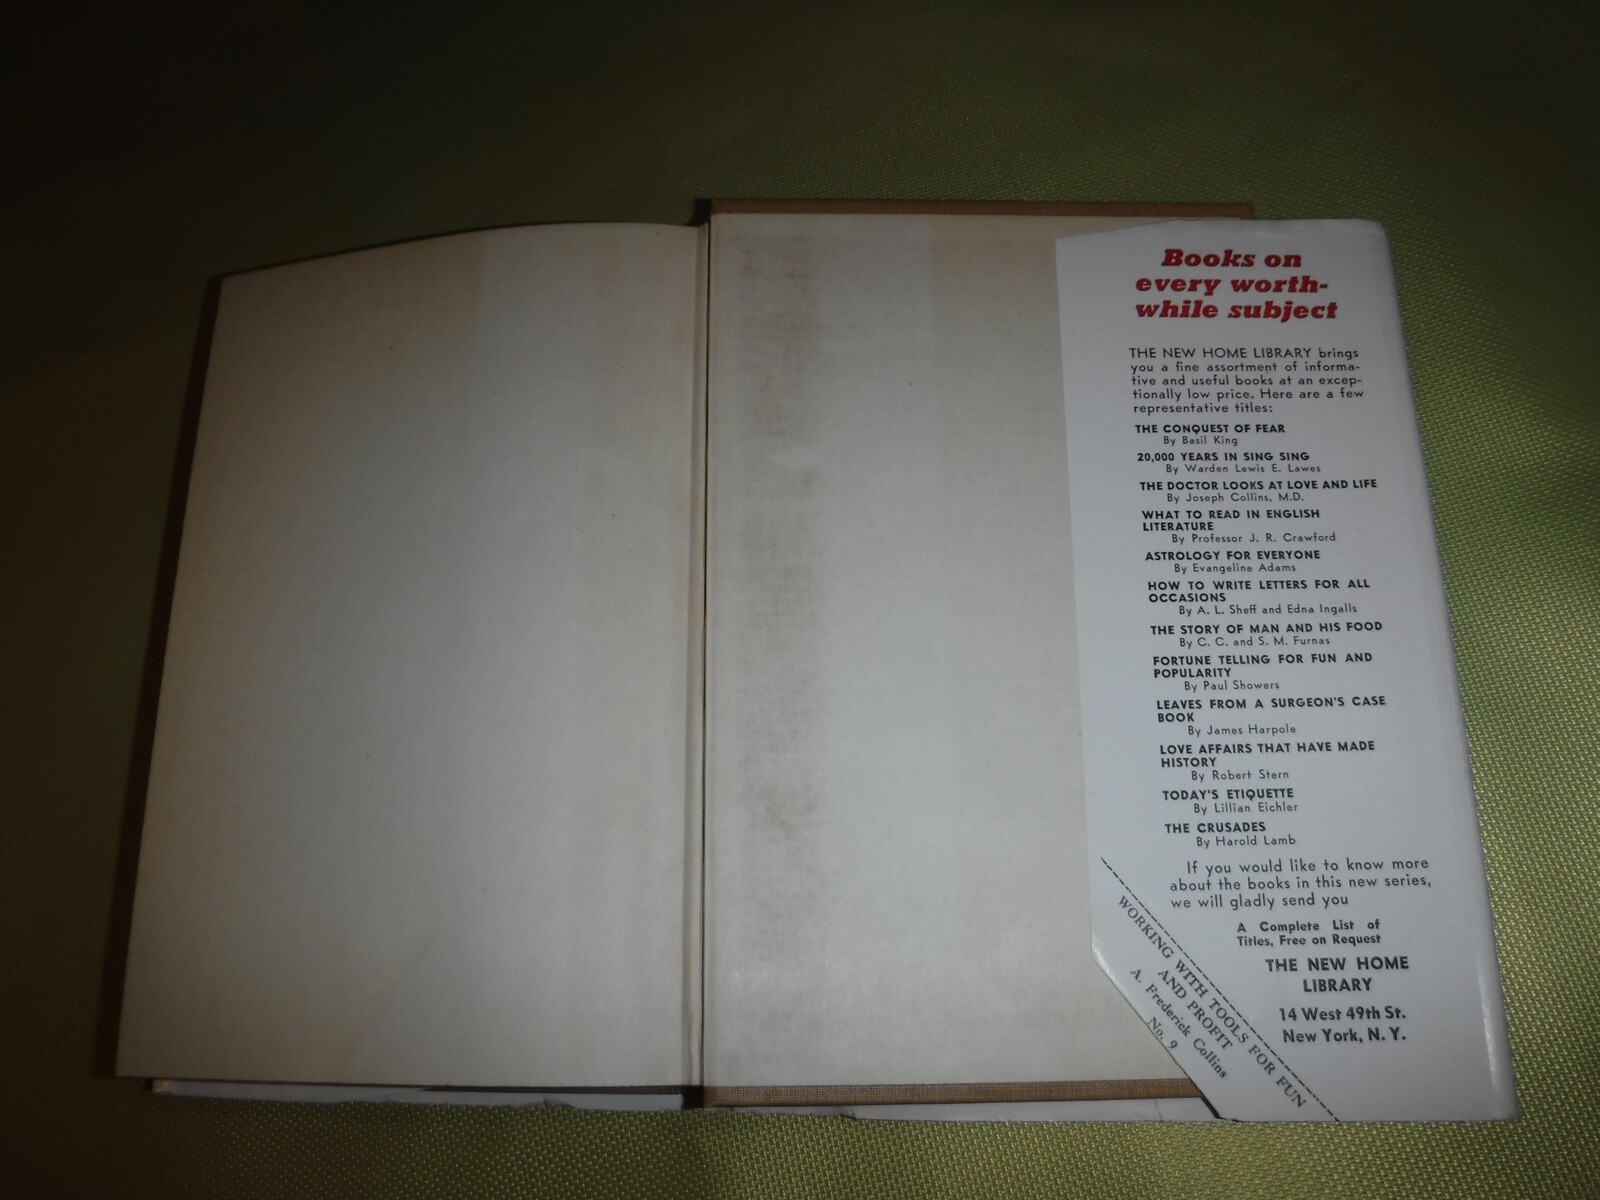 Books on
every worth-
while subject
THE NEW HOME LIBRARY brings
you a fine assortment of informa-
tive and useful books at an excep-
tionally low price. Here are a few
representative titles:
THE CONQUEST OF FEAR
By Basil King
20,000 YEARS IN SING SING
By Warden Lewis E. Lawes
THE DOCTOR LOOKS AT LOVE AND LIFE
By Joseph Collins, M.D.
WHAT TO READ IN ENGLISH
LITERATURE
By Professor J. R. Crawford
ASTROLOGY FOR EVERYONE
By Evangeline Adams
HOW TO WRITE LETTERS FOR ALL
OCCASIONS
By A. L. Sheff and Edna Ingalls
THE STORY OF MAN AND HIS FOOD
By C. C. and S. M. Furnas
FORTUNE TELLING FOR FUN AND
POPULARITY
By Paul Showers
LEAVES FROM A SURGEON'S CASE
BOOK
By James Harpole
LOVE AFFAIRS THAT HAVE MADE
HISTORY
By Robert Stern
TODAY'S ETIQUETTE
By Lillian Eichler
THE CRUSADES
By Harold Lamb
If you would like to know more
about the books in this new series,
we will gladly send you
A Complete List of
Titles, Free on Request
THE NEW HOME
LIBRARY
14 West 49th St.
New York, N. Y.
WORKING WITH TOOLS FOR FUN
AND PROFIT
A. Frederick Collins
No. 9